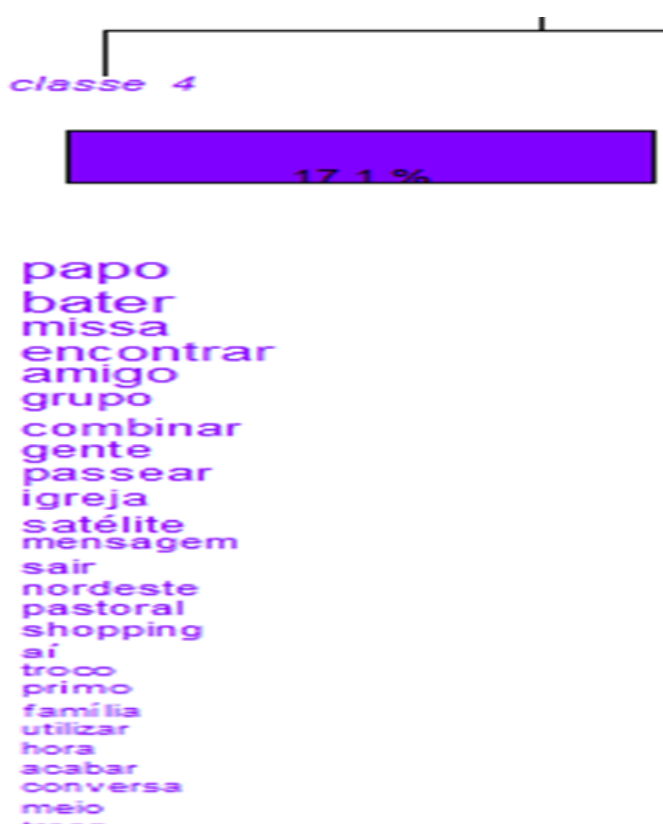 classe 4
17,1 %
papo
bater
missa
encontrar
amigo
grupo
combinar
gente
passear
igreja
satélite
mensagem
sair
nordeste
pastoral
shopping
aí
troco
primo
família
utilizar
hora
acabar
conversa
meio